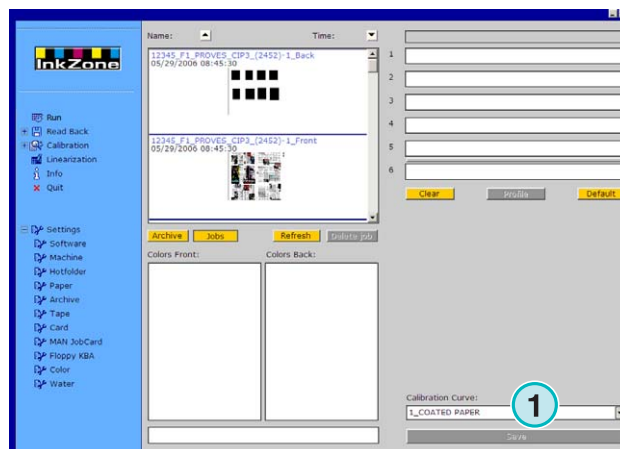 InkZone
Run
Read Back
Calibration
Linearization
Info
Quit
Settings
Software
Machine
Hotfolder
Paper
Archive
Tape
Card
MAN JobCard
Floppy KBA
Color
Water
Name:
Time:
12345_F1_PROVES_CIP3_(2452)-1_Back
05/29/2006 08:45:30
12345_F1_PROVES_CIP3_(2452)-1_Front
05/29/2006 08:45:30
Archive
Jobs
Refresh
Delete job
Colors Front:
Colors Back:
1
2
3
4
5
6
Clear
Profile
Default
Calibration Curve:
1_COATED PAPER
1
Save